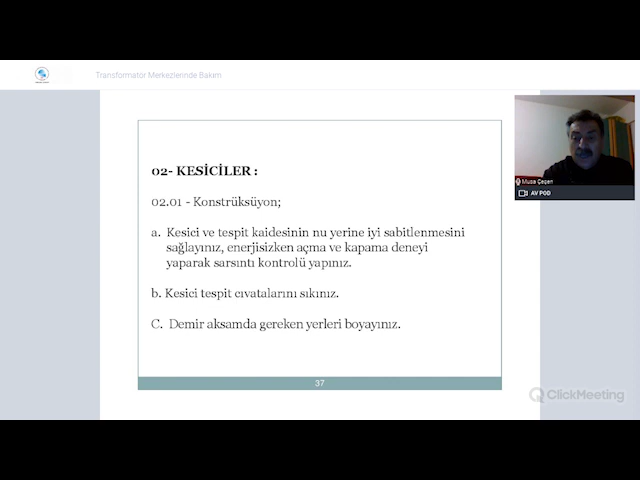 Transformatör Merkezlerinde Bakım
02- KESİCİLER :
02.01 - Konstrüksüyon;
a. Kesici ve tespit kaidesinin nu yerine iyi sabitlenmesini
sağlayınız, enerjisizken açma ve kapama deneyi
yaparak sarsıntı kontrolü yapınız.
b. Kesici tespit cıvatalarını sıkınız.
C. Demir aksamda gereken yerleri boyayınız.
37
Musa Çeçen
AV POD
ClickMeeting